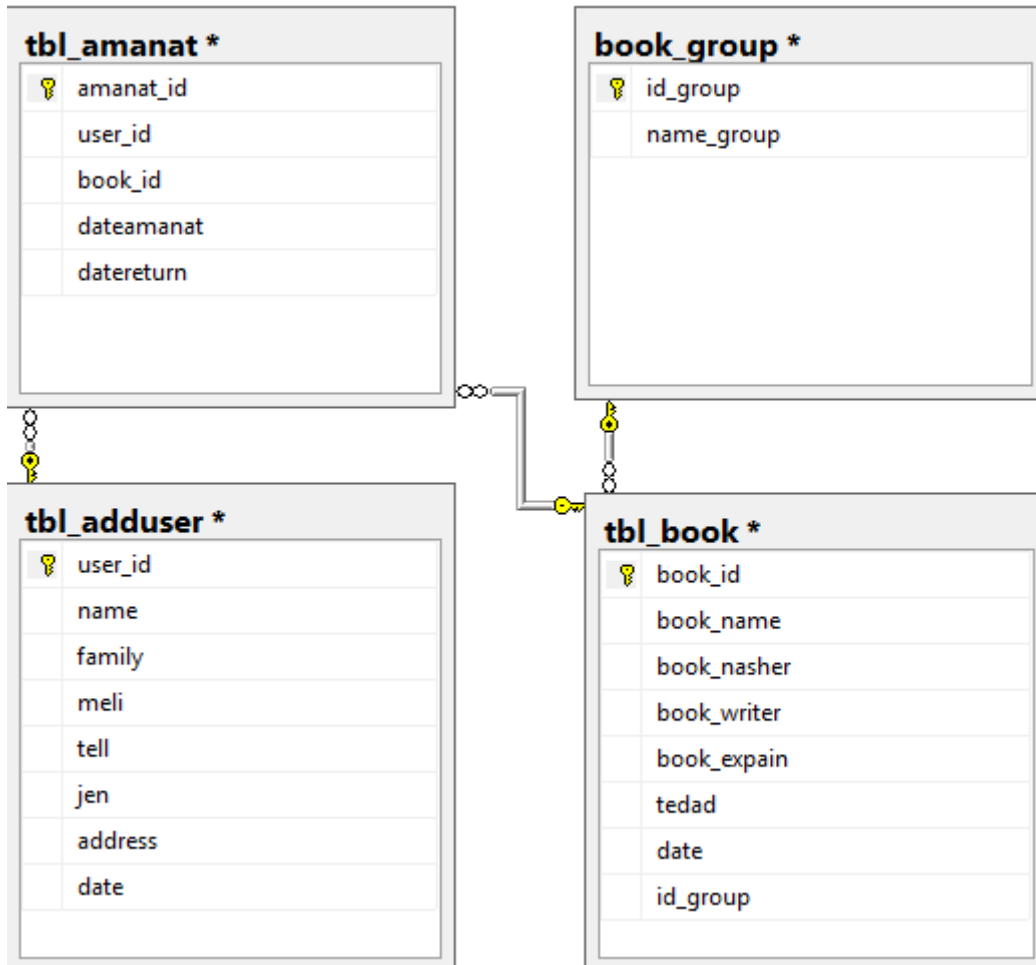 tbl_amanat *
amanat_id
user_id
book_id
dateamanat
datereturn
book_group *
id_group
name_group
tbl_adduser *
user_id
name
family
meli
tell
jen
address
date
tbl_book *
book_id
book_name
book_nasher
book_writer
book_expain
tedad
date
id_group